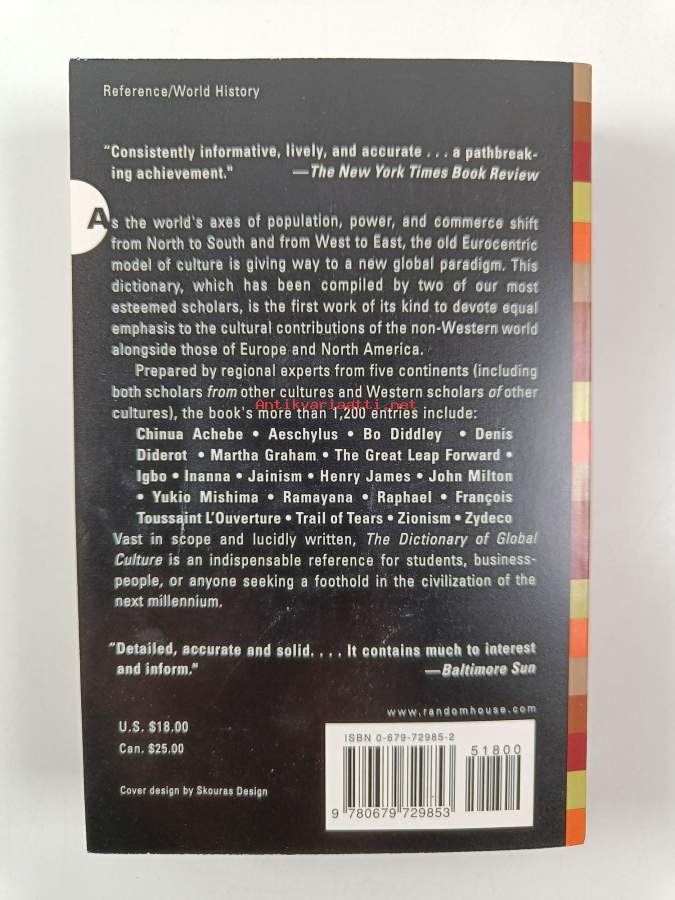 Reference/World History
"Consistently informative, lively, and accurate . . . a pathbreak-
ing achievement." —The New York Times Book Review
As the world's axes of population, power, and commerce shift
from North to South and from West to East, the old Eurocentric
model of culture is giving way to a new global paradigm. This
dictionary, which has been compiled by two of our most
esteemed scholars, is the first work of its kind to devote equal
emphasis to the cultural contributions of the non-Western world
alongside those of Europe and North America.
Prepared by regional experts from five continents (including
both scholars from other cultures and Western scholars of other
Antikvariaatti.net
cultures), the book's more than 1,200 entries include:
Chinua Achebe • Aeschylus • Bo Diddley • Denis
Diderot • Martha Graham • The Great Leap Forward •
Igbo • Inanna • Jainism • Henry James • John Milton
• Yukio Mishima • Ramayana • Raphael • François
Toussaint L'Ouverture • Trail of Tears • Zionism • Zydeco
Vast in scope and lucidly written, The Dictionary of Global
Culture is an indispensable reference for students, business-
people, or anyone seeking a foothold in the civilization of the
next millennium.
"Detailed, accurate and solid. . . . It contains much to interest
and inform." —Baltimore Sun
www.randomhouse.com
U.S. $18.00
Can. $25.00
ISBN 0-679-72985-2
51800
9 780679 729853
Cover design by Skouras Design